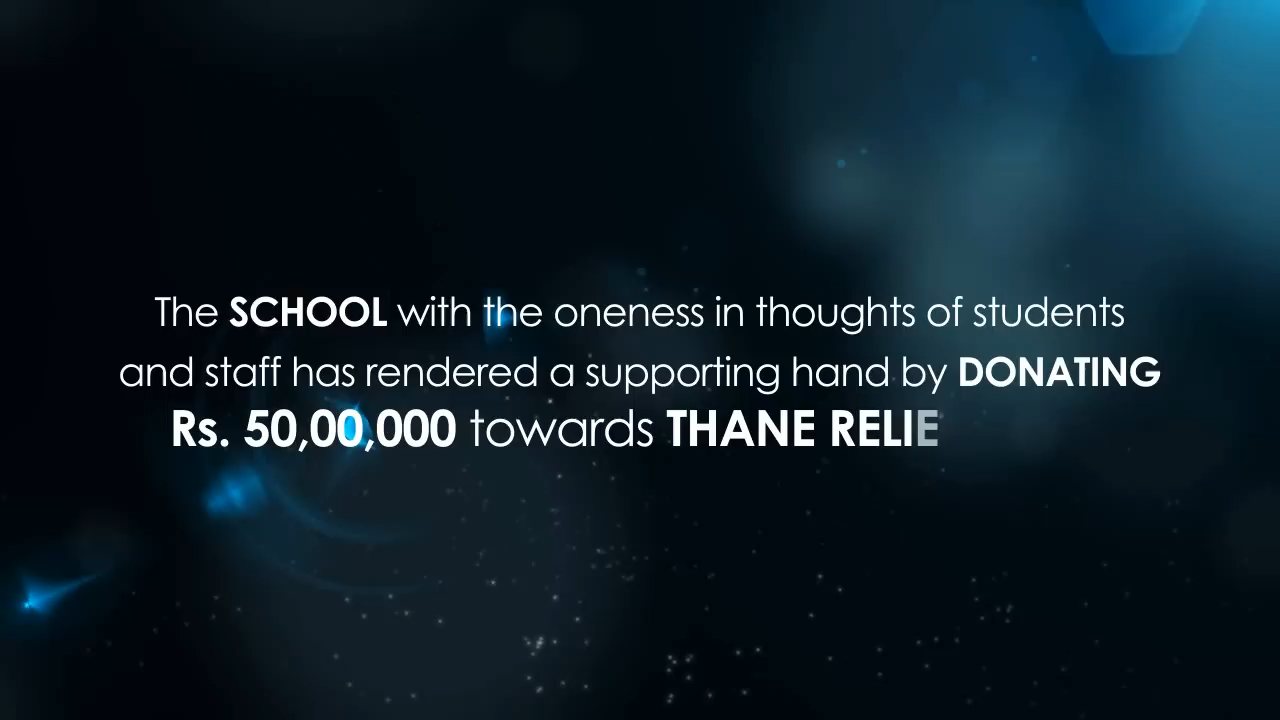 The SCHOOL with the oneness in thoughts of students
and staff has rendered a supporting hand by DONATING
Rs. 50,00,000 towards THANE RELIE